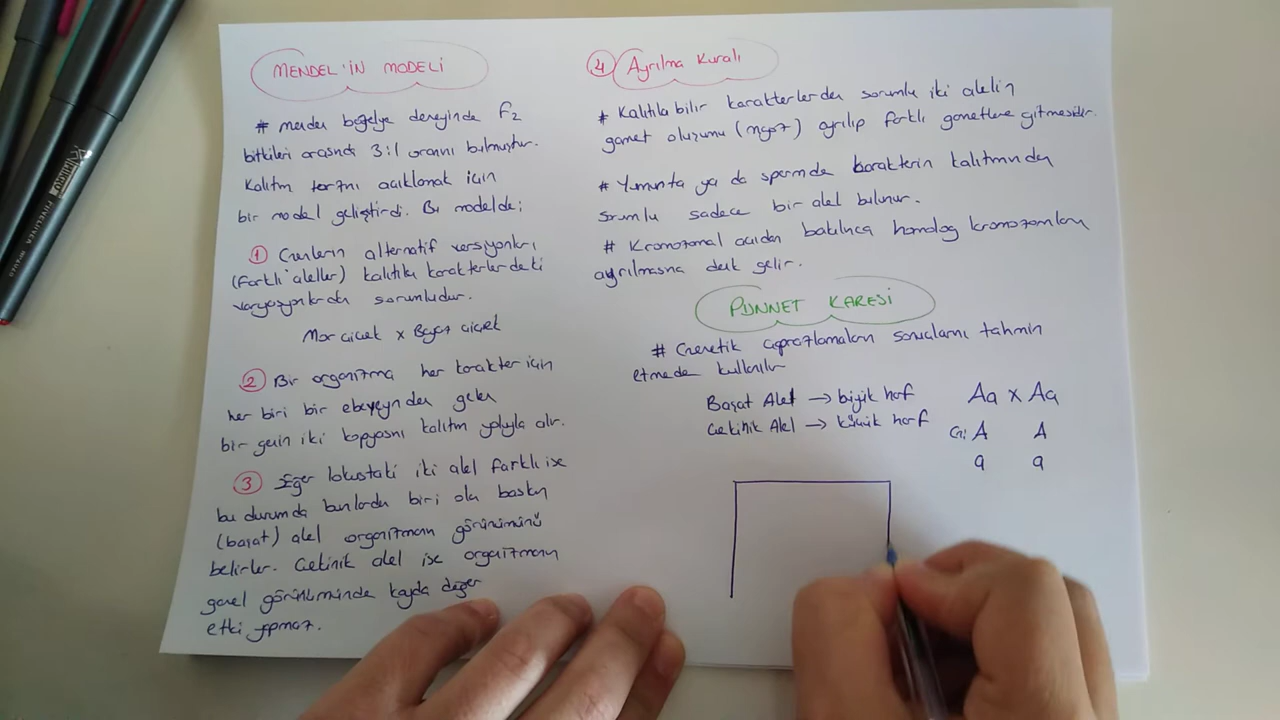 MENDEL'İN MODELİ
# mendel bezelye deneyinde F2
bitkileri arasında 3:1 oranını bulmuştur.
Kalıtım tarzını açıklamak için
bir model geliştirdi. Bu modelde;
1 Genlerin alternatif versiyonları
(farklı aleller) kalıtılan karakterlerdeki
varyasyonlardan sorumludur.
Mor çiçek x Beyaz çiçek
2 Bir organizma her karakter için
her biri bir ebeveynden gelen
bir genin iki kopyasını kalıtım yoluyla alır.
3 Eğer lokustaki iki alel farklı ise
bu durumda bunlardan biri olan baskın
(başat) alel organizmanın görünümünü
belirler. Çekinik alel ise organizmanın
genel görünümünde kayda değer
etki yapmaz.
4 Ayrılma Kuralı
# Kalıtılabilir karakterlerden sorumlu iki alelin
gamet oluşumu (mayoz) ayrılıp farklı gametlere gitmesidir.
# Yumurta ya da spermde karakterin kalıtımından
sorumlu sadece bir alel bulunur.
# Kromozomal açıdan bakılınca homolog kromozomların
ayrılmasına denk gelir.
PUNNET KARESİ
# Genetik çaprazlamaların sonuçlarını tahmin
etmede kullanılır
Başat Alel → büyük harf
Çekinik Alel → küçük harf
Aa x Aa
G: A A
a a